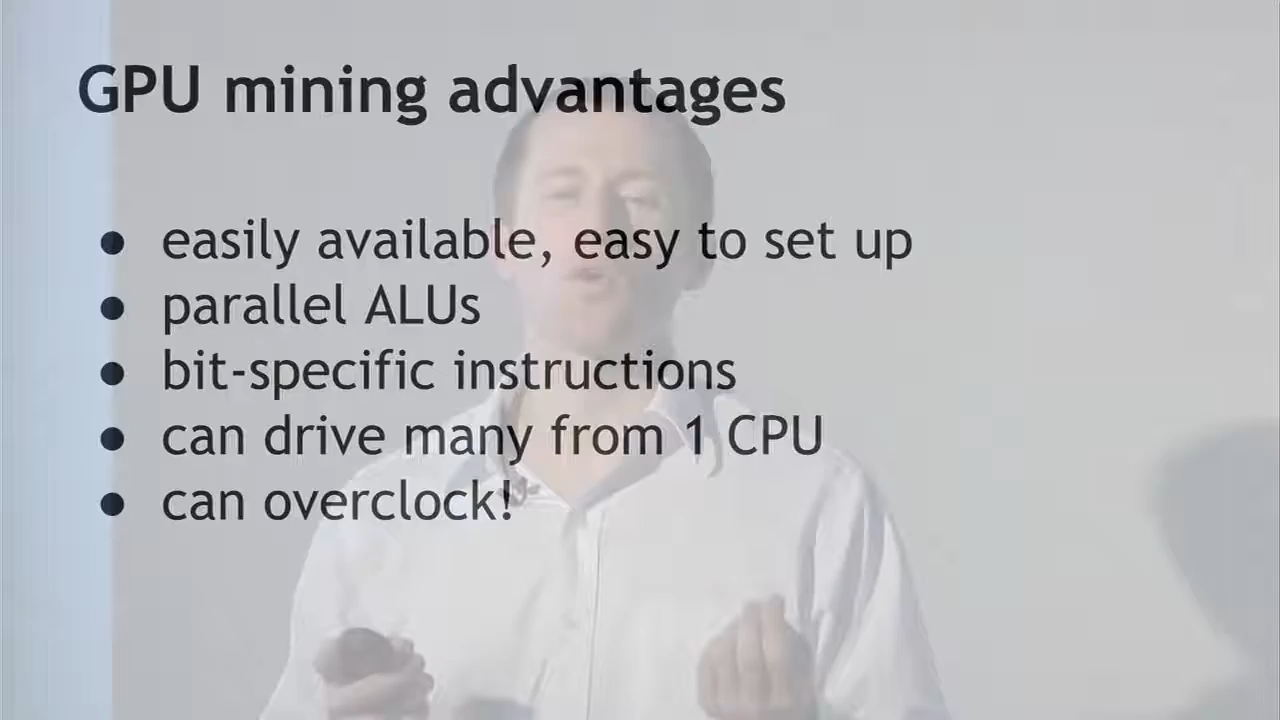 GPU mining advantages
● easily available, easy to set up
● parallel ALUs
● bit-specific instructions
● can drive many from 1 CPU
● can overclock!